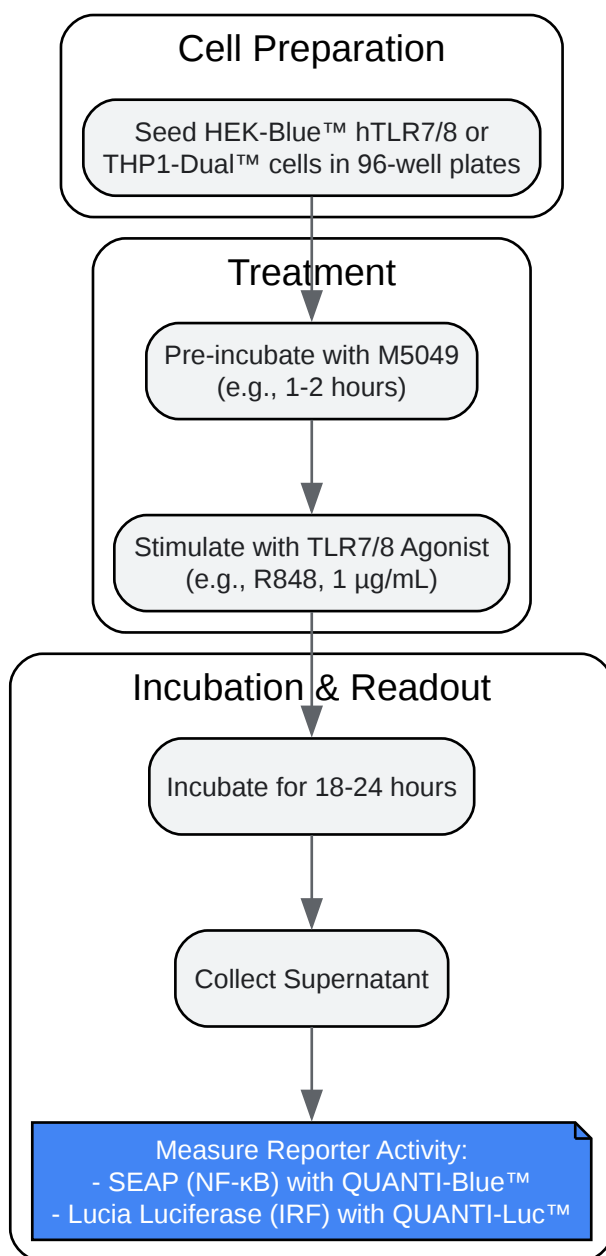 Cell Preparation
Seed HEK-Blue™ hTLR7/8 or
THP1-Dual™ cells in 96-well plates
Treatment
Pre-incubate with M5049
(e.g., 1-2 hours)
Stimulate with TLR7/8 Agonist
(e.g., R848, 1 µg/mL)
Incubation & Readout
Incubate for 18-24 hours
Collect Supernatant
Measure Reporter Activity:
- SEAP (NF-κB) with QUANTI-Blue™
- Lucia Luciferase (IRF) with QUANTI-Luc™